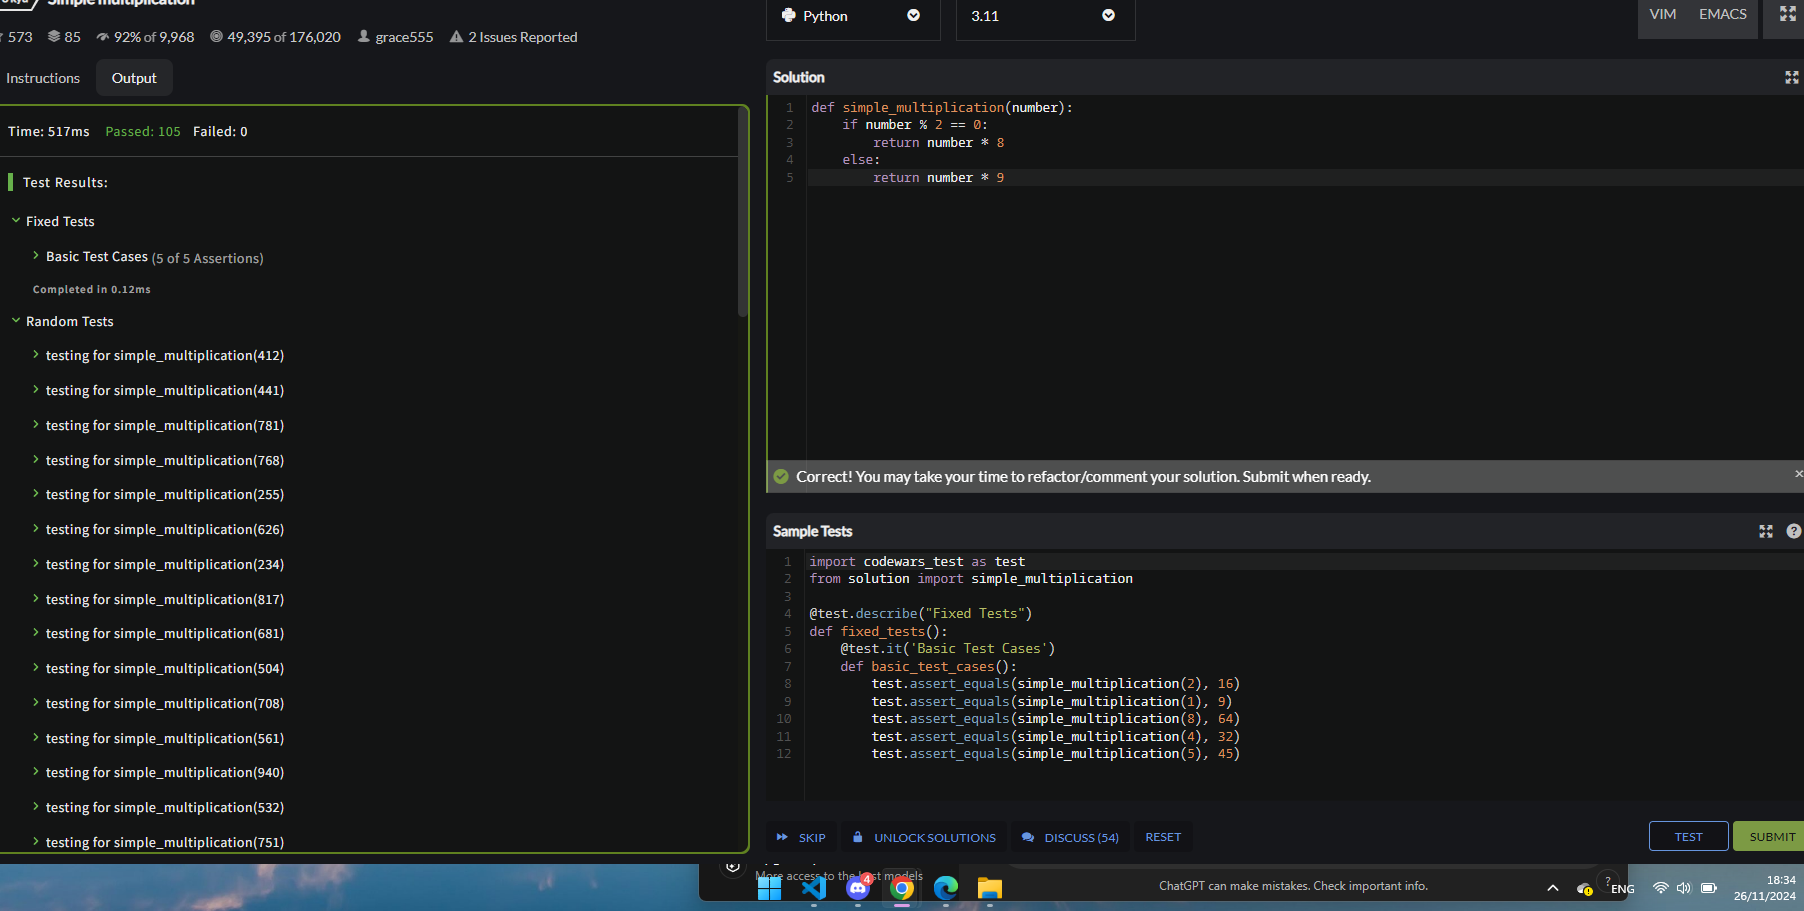 Simple multiplication
573 85 92% of 9,968 49,395 of 176,020 grace555 2 Issues Reported
Python 3.11 VIM EMACS
Instructions Output
Time: 517ms Passed: 105 Failed: 0
Test Results:
Fixed Tests
Basic Test Cases (5 of 5 Assertions)
Completed in 0.12ms
Random Tests
testing for simple_multiplication(412)
testing for simple_multiplication(441)
testing for simple_multiplication(781)
testing for simple_multiplication(768)
testing for simple_multiplication(255)
testing for simple_multiplication(626)
testing for simple_multiplication(234)
testing for simple_multiplication(817)
testing for simple_multiplication(681)
testing for simple_multiplication(504)
testing for simple_multiplication(708)
testing for simple_multiplication(561)
testing for simple_multiplication(940)
testing for simple_multiplication(532)
testing for simple_multiplication(751)
Solution
1 def simple_multiplication(number):
2     if number % 2 == 0:
3         return number * 8
4     else:
5         return number * 9
Correct! You may take your time to refactor/comment your solution. Submit when ready.
Sample Tests
1 import codewars_test as test
2 from solution import simple_multiplication
3
4 @test.describe("Fixed Tests")
5 def fixed_tests():
6     @test.it('Basic Test Cases')
7     def basic_test_cases():
8         test.assert_equals(simple_multiplication(2), 16)
9         test.assert_equals(simple_multiplication(1), 9)
10         test.assert_equals(simple_multiplication(8), 64)
11         test.assert_equals(simple_multiplication(4), 32)
12         test.assert_equals(simple_multiplication(5), 45)
SKIP UNLOCK SOLUTIONS DISCUSS (54) RESET TEST SUBMIT
More access to the best models
4
ChatGPT can make mistakes. Check important info.
? ENG
18:34
26/11/2024